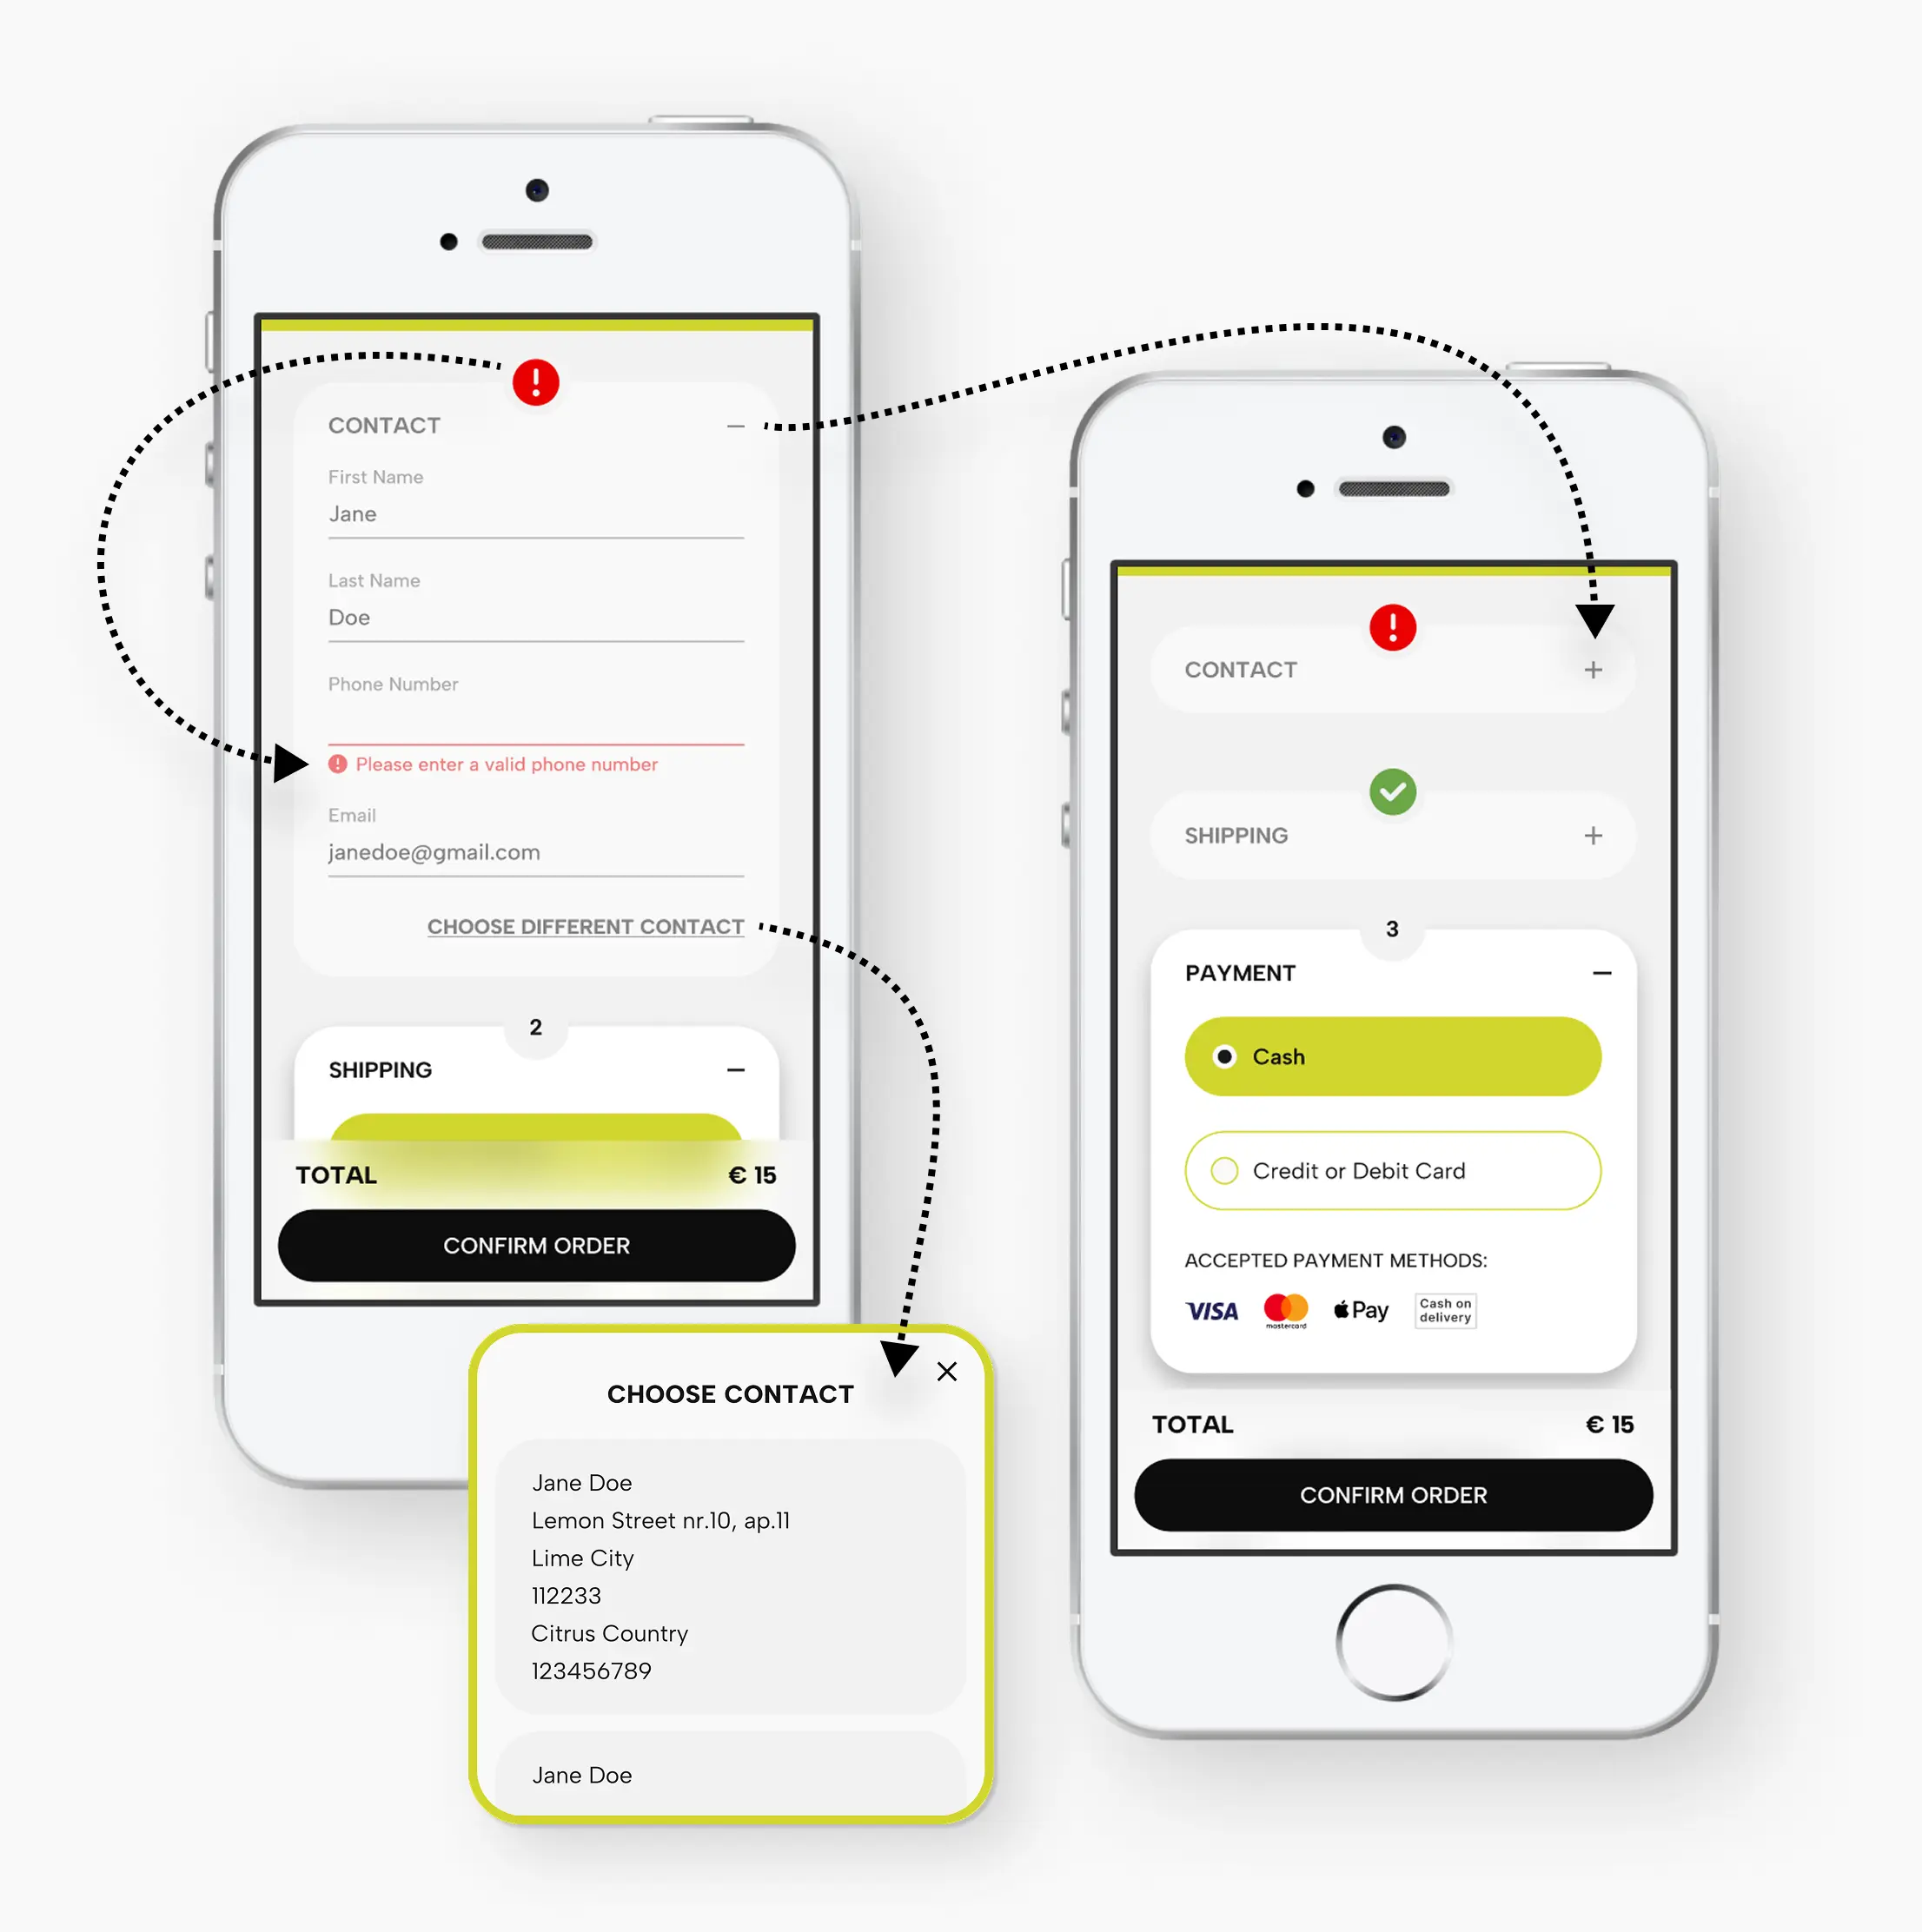 CONTACT
First Name
Jane
Last Name
Doe
Phone Number
Please enter a valid phone number
Email
janedoe@gmail.com
CHOOSE DIFFERENT CONTACT
2
SHIPPING
TOTAL € 15
CONFIRM ORDER
CHOOSE CONTACT
Jane Doe
Lemon Street nr.10, ap.11
Lime City
112233
Citrus Country
123456789
Jane Doe
CONTACT
SHIPPING
3
PAYMENT
Cash
Credit or Debit Card
ACCEPTED PAYMENT METHODS:
VISA mastercard Pay Cash on
delivery
TOTAL € 15
CONFIRM ORDER